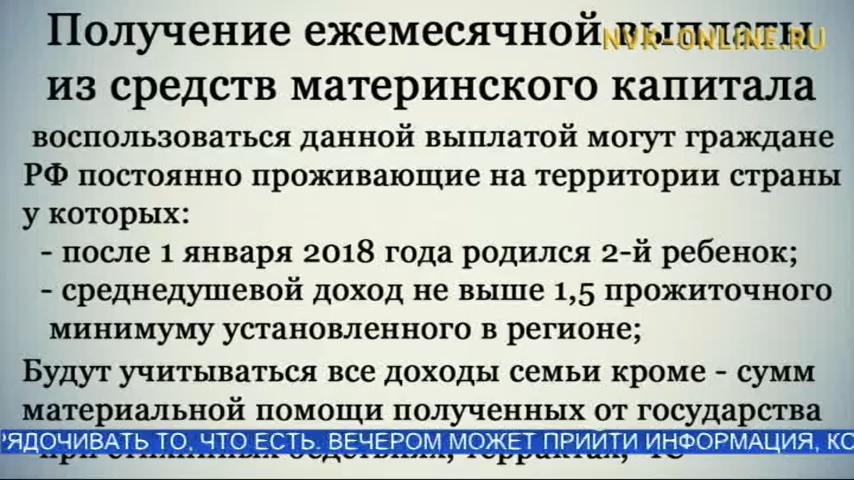 Получение ежемесячной выплаты
NVK-ONLINE.RU
из средств материнского капитала
воспользоваться данной выплатой могут граждане
РФ постоянно проживающие на территории страны
у которых:
- после 1 января 2018 года родился 2-й ребенок;
- среднедушевой доход не выше 1,5 прожиточного
минимуму установленного в регионе;
Будут учитываться все доходы семьи кроме - сумм
материальной помощи полученных от государства
РЯДОЧИВАТЬ ТО, ЧТО ЕСТЬ. ВЕЧЕРОМ МОЖЕТ ПРИЙТИ ИНФОРМАЦИЯ, КО